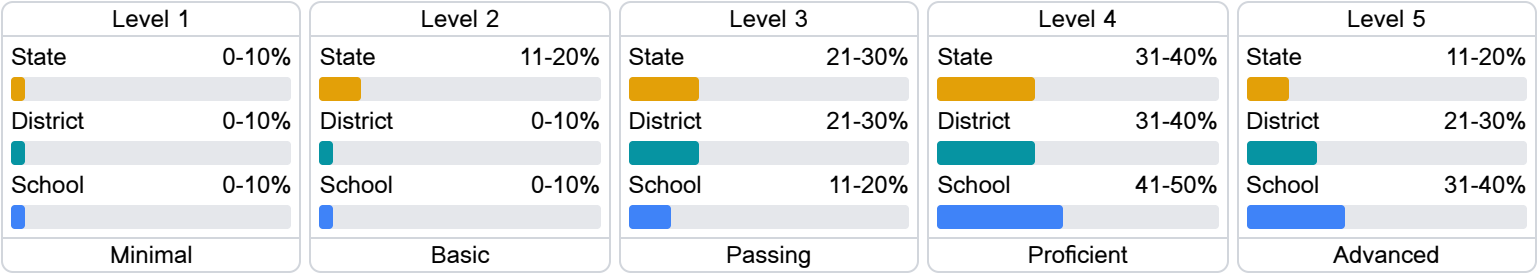 Level 1
State 0-10%
District 0-10%
School 0-10%
Minimal
Level 2
State 11-20%
District 0-10%
School 0-10%
Basic
Level 3
State 21-30%
District 21-30%
School 11-20%
Passing
Level 4
State 31-40%
District 31-40%
School 41-50%
Proficient
Level 5
State 11-20%
District 21-30%
School 31-40%
Advanced